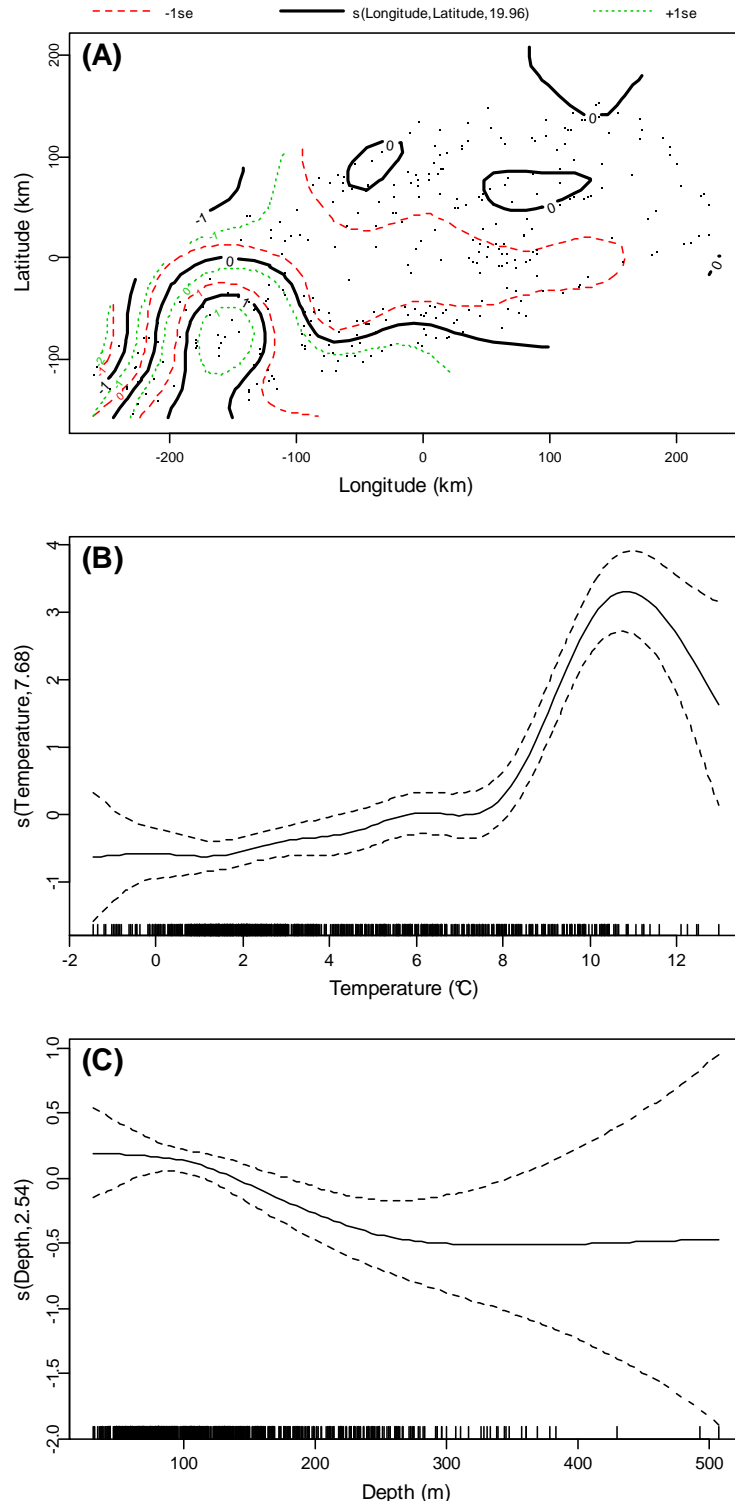 -1se s(Longitude,Latitude,19.96) +1se
(A)
200
100
0
-100
Latitude (km)
0
0
0
0
-1
-1
0
0
-1
-1
-200 -100 0 100 200
Longitude (km)
(B)
4
3
2
1
0
-1
s(Temperature,7.68)
-2 0 2 4 6 8 10 12
Temperature (℃)
(C)
1.0
0.5
0.0
-0.5
-1.0
-1.5
-2.0
s(Depth,2.54)
100 200 300 400 500
Depth (m)